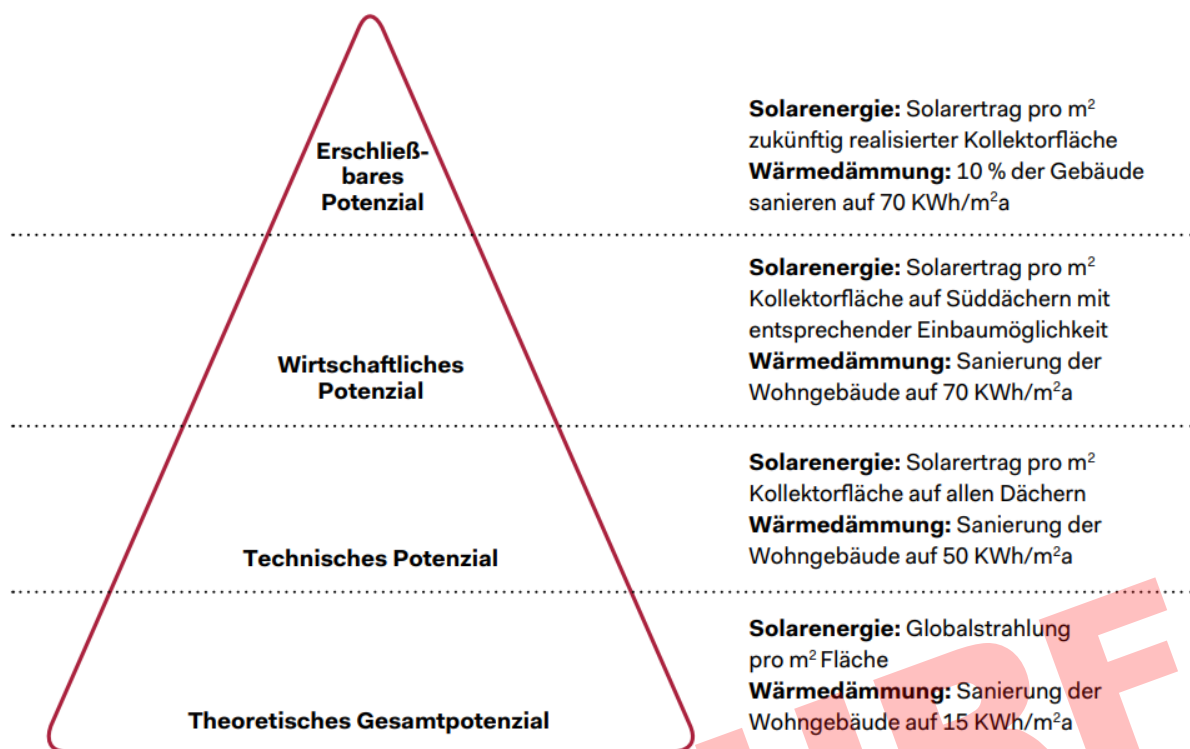 Erschließ-
bares
Potenzial
Solarenergie: Solarertrag pro m²
zukünftig realisierter Kollektorfläche
Wärmedämmung: 10 % der Gebäude
sanieren auf 70 KWh/m²a
Wirtschaftliches
Potenzial
Solarenergie: Solarertrag pro m²
Kollektorfläche auf Süddächern mit
entsprechender Einbaumöglichkeit
Wärmedämmung: Sanierung der
Wohngebäude auf 70 KWh/m²a
Technisches Potenzial
Solarenergie: Solarertrag pro m²
Kollektorfläche auf allen Dächern
Wärmedämmung: Sanierung der
Wohngebäude auf 50 KWh/m²a
Theoretisches Gesamtpotenzial
Solarenergie: Globalstrahlung
pro m² Fläche
Wärmedämmung: Sanierung der
Wohngebäude auf 15 KWh/m²a